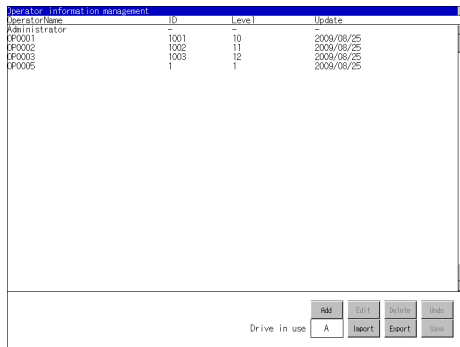 Operator information management
OperatorName ID Level Update
Administrator - - -
OP0001 1001 10 2009/08/25
OP0002 1002 11 2009/08/25
OP0003 1003 12 2009/08/25
OP0005 1 1 2009/08/25
Add Edit Delete Undo
Drive in use A Import Export Save